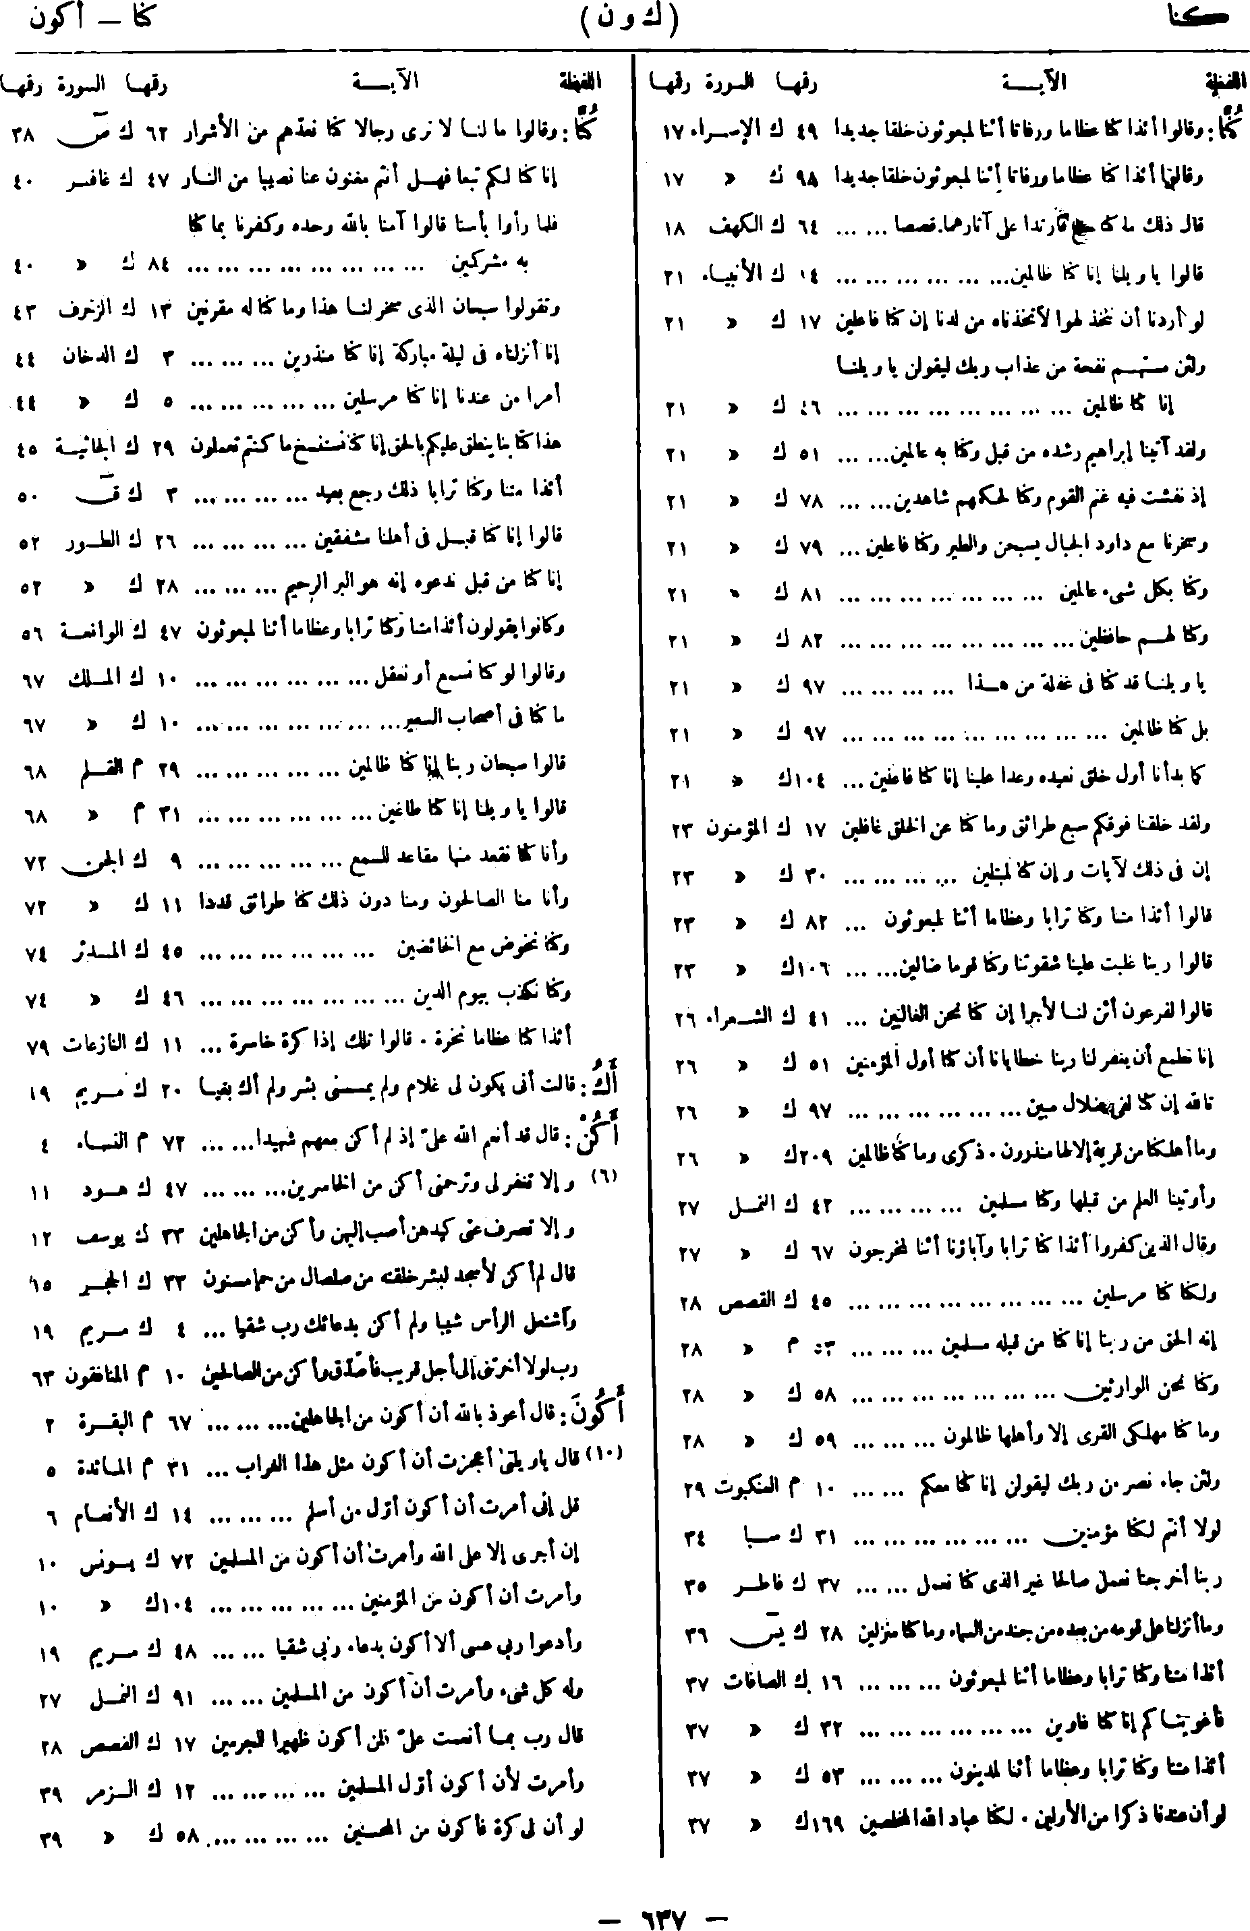 كنا (ك ون) كنا — أكون
اللفظة الآيـــة رقمها السورة رقمها
كُنَّا : وقالوا أئذا كنا عظاما ورفاتا أئنا لمبعوثون خلقا جديدا ٤٩ ك الإسراء ١٧
وقالوا أئذا كنا عظاما ورفاتا أئنا لمبعوثون خلقا جديدا ٩٨ ك « ١٧
قال ذلك ما كنا نبغ فارتدا على آثارهما قصصا ... ... ٦٤ ك الكهف ١٨
قالوا يا ويلنا إنا كنا ظالمين ... ... ... ... ... ... ١٤ ك الأنبياء ٢١
لو أردنا أن نتخذ لهوا لأتخذناه من لدنا إن كنا فاعلين ١٧ ك « ٢١
ولئن مستهم نفحة من عذاب ربك ليقولن يا ويلنا
إنا كنا ظالمين ... ... ... ... ... ... ... ... ٤٦ ك « ٢١
ولقد آتينا إبراهيم رشده من قبل وكنا به عالمين ... ... ٥١ ك « ٢١
إذ نفشت فيه غنم القوم وكنا لحكمهم شاهدين ... ... ٧٨ ك « ٢١
وسخرنا مع داود الجبال يسبحن والطير وكنا فاعلين ... ٧٩ ك « ٢١
وكنا بكل شىء عالمين ... ... ... ... ... ... ... ٨١ ك « ٢١
وكنا لهم حافظين ... ... ... ... ... ... ... ... ٨٢ ك « ٢١
يا ويلنا قد كنا فى غفلة من هذا ... ... ... ... ٩٧ ك « ٢١
بل كنا ظالمين ... ... ... ... ... ... ... ... ... ٩٧ ك « ٢١
كما بدأنا أول خلق نعيده وعدا علينا إنا كنا فاعلين ... ١٠٤ك « ٢١
ولقد خلقنا فوقكم سبع طرائق وما كنا عن الخلق غافلين ١٧ ك المؤمنون ٢٣
إن فى ذلك لآيات وإن كنا لمبتلين ... ... ... ... ٣٠ ك « ٢٣
قالوا أئذا متنا وكنا ترابا وعظاما أئنا لمبعوثون ... ٨٢ ك « ٢٣
قالوا ربنا غلبت علينا شقوتنا وكنا قوما ضالين ... ... ١٠٦ك « ٢٣
قالوا لفرعون أئن لنا لأجرا إن كنا نحن الغالبين ... ٤١ ك الشعراء ٢٦
إنا نطمع أن يغفر لنا ربنا خطايانا أن كنا أول المؤمنين ٥١ ك « ٢٦
تالله إن كنا لفى ضلال مبين ... ... ... ... ... ... ٩٧ ك « ٢٦
وما أهلكنا من قرية إلا لها منذرون . ذكرى وما كنا ظالمين ٢٠٩ك « ٢٦
وأوتينا العلم من قبلها وكنا مسلمين ... ... ... ... ٤٢ ك النمل ٢٧
وقال الذين كفروا أئذا كنا ترابا وآباؤنا أئنا لمخرجون ٦٧ ك « ٢٧
ولكنا كنا مرسلين ... ... ... ... ... ... ... ... ٤٥ ك القصص ٢٨
إنه الحق من ربنا إنا كنا من قبله مسلمين ... ... ... ٥٣ م « ٢٨
وكنا نحن الوارثين ... ... ... ... ... ... ... ٥٨ ك « ٢٨
وما كنا مهلكى القرى إلا وأهلها ظالمون ... ... ... ٥٩ ك « ٢٨
ولئن جاء نصر من ربك ليقولن إنا كنا معكم ... ... ١٠ م العنكبوت ٢٩
لولا أنتم لكنا مؤمنين ... ... ... ... ... ... ٣١ ك سبا ٣٤
ربنا أخرجنا نعمل صالحا غير الذى كنا نعمل ... ... ٣٧ ك فاطر ٣٥
وما أنزلنا على قومه من بعده من جند من السماء وما كنا منزلين ٢٨ ك يٓس ٣٦
أئذا متنا وكنا ترابا وعظاما أئنا لمبعوثون ... ... ... ١٦ ك الصافات ٣٧
فأغويناكم إنا كنا غاوين ... ... ... ... ... ... ٣٢ ك « ٣٧
أئذا متنا وكنا ترابا وعظاما أئنا لمدينون ... ... ... ٥٣ ك « ٣٧
لو أن عندنا ذكرا من الأولين . لكنا عباد الله المخلصين ١٦٩ك « ٣٧
اللفظة الآيـــة رقمها السورة رقمها
كُنَّا : وقالوا ما لنا لا نرى رجالا كنا نعدهم من الأشرار ٦٢ ك صٓ ٣٨
إنا كنا لكم تبعا فهل أنتم مغنون عنا نصيبا من النار ٤٧ ك غافر ٤٠
فلما رأوا بأسنا قالوا آمنا بالله وحده وكفرنا بما كنا
به مشركين ... ... ... ... ... ... ... ... ٨٤ ك « ٤٠
وتقولوا سبحان الذى سخر لنا هذا وما كنا له مقرنين ١٣ ك الزخرف ٤٣
إنا أنزلناه فى ليلة مباركة إنا كنا منذرين ... ... ... ٣ ك الدخان ٤٤
أمرا من عندنا إنا كنا مرسلين ... ... ... ... ... ٥ ك « ٤٤
هذا كتابنا ينطق عليكم بالحق إنا كنا نستنسخ ما كنتم تعملون ٢٩ ك الجاثية ٤٥
أئذا متنا وكنا ترابا ذلك رجع بعيد ... ... ... ... ٣ ك قٓ ٥٠
قالوا إنا كنا قبل فى أهلنا مشفقين ... ... ... ... ٢٦ ك الطور ٥٢
إنا كنا من قبل ندعوه إنه هو البر الرحيم ... ... ... ٢٨ ك « ٥٢
وكانوا يقولون أئذا متنا وكنا ترابا وعظاما أئنا لمبعوثون ٤٧ ك الواقعة ٥٦
وقالوا لو كنا نسمع أو نعقل ... ... ... ... ... ... ١٠ ك الملك ٦٧
ما كنا فى أصحاب السعير ... ... ... ... ... ... ... ١٠ ك « ٦٧
قالوا سبحان ربنا إنا كنا ظالمين ... ... ... ... ... ٢٩ م القلم ٦٨
قالوا يا ويلنا إنا كنا طاغين ... ... ... ... ... ... ٣١ م « ٦٨
وأنا كنا نقعد منها مقاعد للسمع ... ... ... ... ... ٩ ك الجن ٧٢
وأنا منا الصالحون ومنا دون ذلك كنا طرائق قددا ١١ ك « ٧٢
وكنا نخوض مع الخائضين ... ... ... ... ... ... ٤٥ ك المدثر ٧٤
وكنا نكذب بيوم الدين ... ... ... ... ... ... ... ٤٦ ك « ٧٤
أئذا كنا عظاما نخرة . قالوا تلك إذا كرة خاسرة ... ١١ ك النازعات ٧٩
أَكُ : قالت أنى يكون لى غلام ولم يمسسنى بشر ولم أك بغيا ٢٠ ك مريم ١٩
أَكُنْ : قال قد أنعم الله علىّ إذ لم أكن معهم شهيدا ... ... ٧٢ م النساء ٤
(٦) وإلا تغفر لى وترحمنى أكن من الخاسرين ... ... ... ٤٧ ك هود ١١
وإلا تصرف عنى كيدهن أصب إليهن وأكن من الجاهلين ٣٣ ك يوسف ١٢
قال لم أكن لأسجد لبشر خلقته من صلصال من حمإ مسنون ٣٣ ك الحجر ١٥
وآشتعل الرأس شيبا ولم أكن بدعائك رب شقيا ... ٤ ك مريم ١٩
رب لولا أخرتنى إلى أجل قريب فأصّدّق وأكن من الصالحين ١٠ م المنافقون ٦٣
أَكُونَ : قال أعوذ بالله أن أكون من الجاهلين ... ... ... ٦٧ م البقرة ٢
(١٠) قال ياويلتى أعجزت أن أكون مثل هذا الغراب ... ٣١ م المائدة ٥
قل إنى أمرت أن أكون أوّل من أسلم ... ... ... ١٤ ك الأنعام ٦
إن أجرى إلا على الله وأمرت أن أكون من المسلمين ٧٢ ك يونس ١٠
وأمرت أن أكون من المؤمنين ... ... ... ... ... ١٠٤ك « ١٠
وأدعوا ربى عسى ألا أكون بدعاء ربى شقيا ... ... ٤٨ ك مريم ١٩
وله كل شىء وأمرت أن أكون من المسلمين ... ... ٩١ ك النمل ٢٧
قال رب بما أنعمت علىّ فلن أكون ظهيرا للمجرمين ١٧ ك القصص ٢٨
وأمرت لأن أكون أوّل المسلمين ... ... ... ... ١٢ ك الزمر ٣٩
لو أن لى كرة فأكون من المحسنين ... ... ... ... ٥٨ ك « ٣٩
— ٦٣٧ —